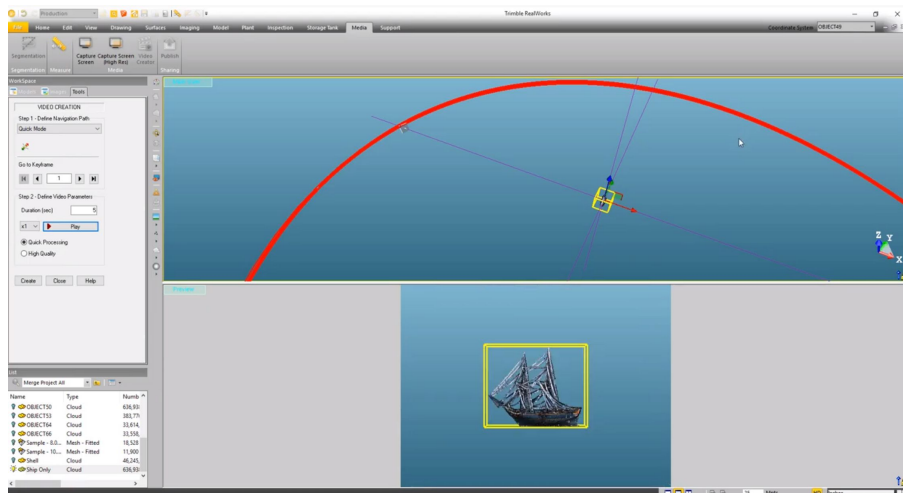 Production
Trimble RealWorks
Home Edit View Drawing Surfaces Imaging Model Plant Inspection Storage Tank Media Support
Coordinate System OBJECT49
Segmentation
Capture Screen
Capture Screen (High Res)
Video Creator
Publish
Segmentation Measure Media Sharing
WorkSpace
Tools
VIDEO CREATION
Step 1 - Define Navigation Path:
Quick Mode
Go to Keyframe
1
Step 2 - Define Video Parameters
Duration (sec) 5
x1 Play
Quick Processing
High Quality
Create Close Help
Z Y
X
Preview
List
Merge Project All
Name Type Numb
OBJECT50 Cloud 636,93
OBJECT53 Cloud 383,77
OBJECT64 Cloud 33,614,
OBJECT66 Cloud 33,558,
Sample - 8.0... Mesh - Fitted 18,528
Sample - 10.... Mesh - Fitted 11,900
Shell Cloud 46,245,
Ship Only Cloud 636,93